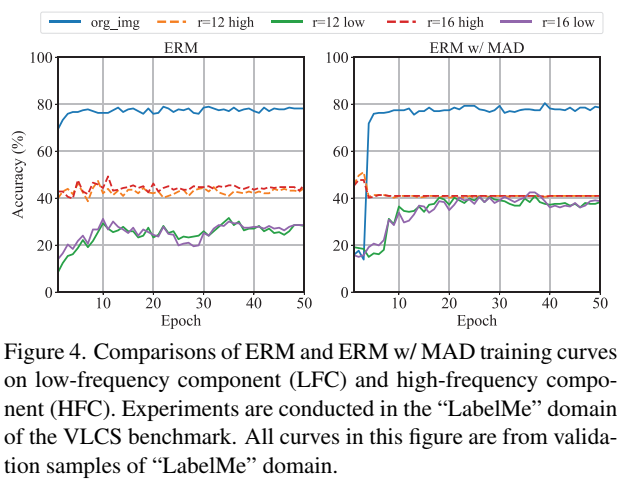 org_img r=12 high r=12 low r=16 high r=16 low
ERM
ERM w/ MAD
100
80
60
40
20
0
Accuracy (%)
10 20 30 40 50
Epoch
100
80
60
40
20
0
10 20 30 40 50
Epoch
Figure 4. Comparisons of ERM and ERM w/ MAD training curves
on low-frequency component (LFC) and high-frequency compo-
nent (HFC). Experiments are conducted in the “LabelMe” domain
of the VLCS benchmark. All curves in this figure are from valida-
tion samples of “LabelMe” domain.